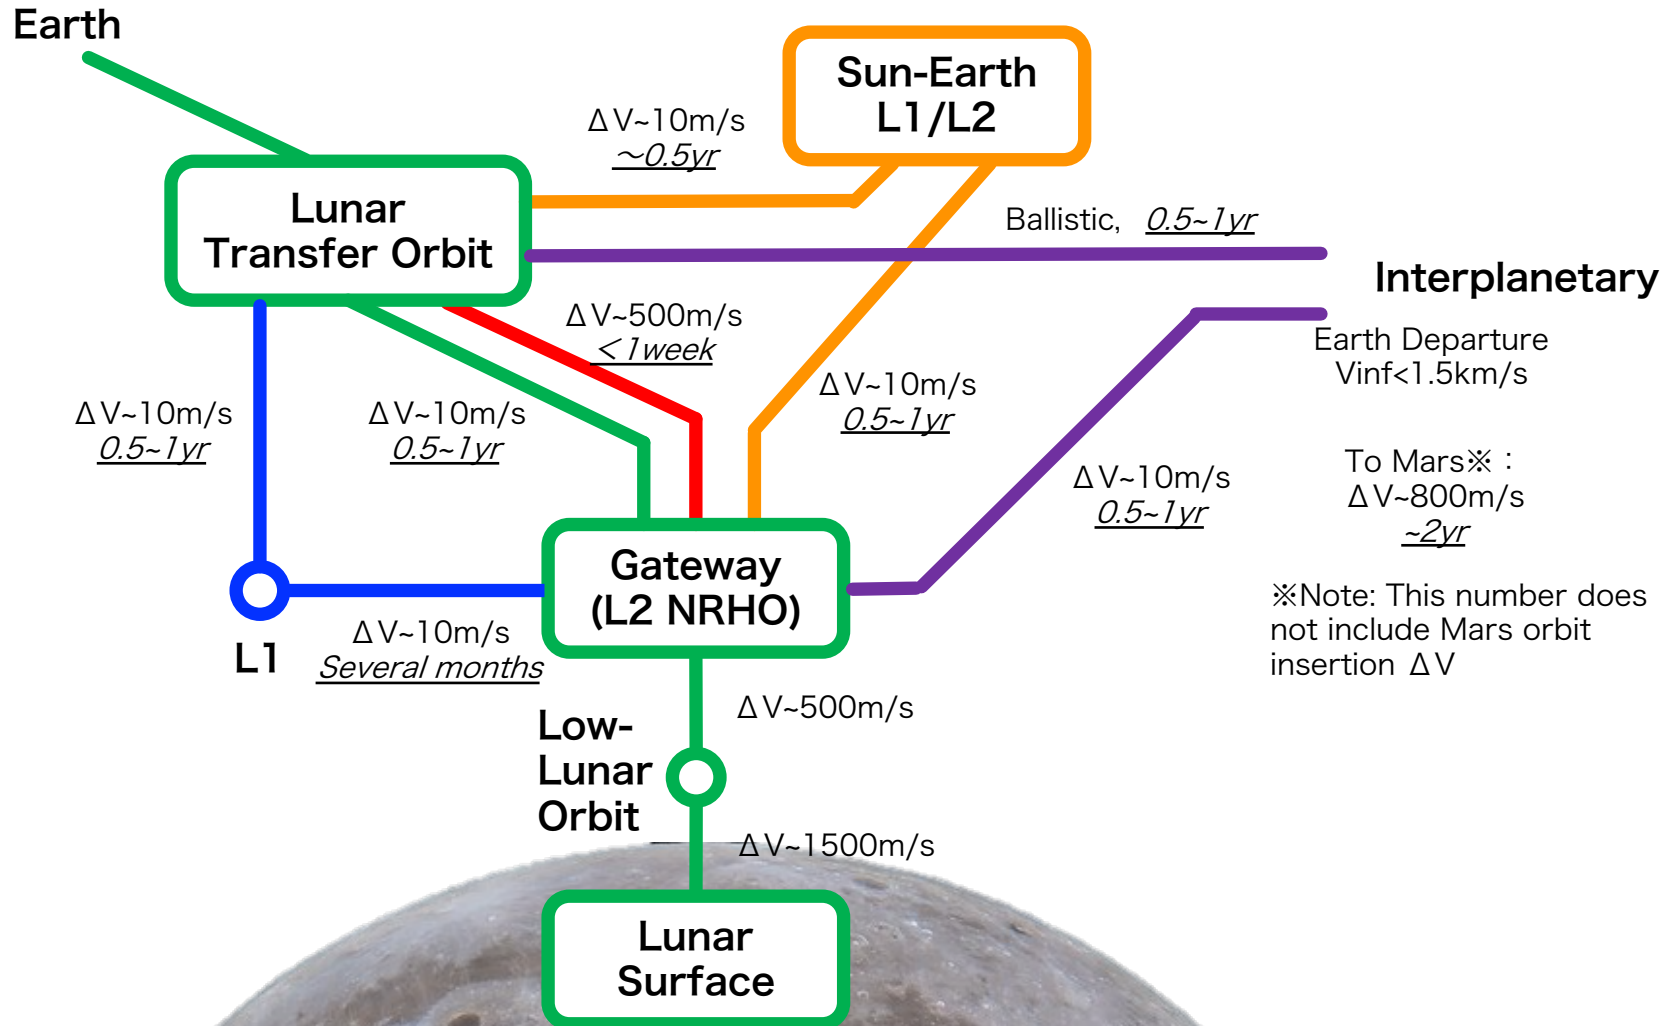 Earth
Sun-Earth
L1/L2
ΔV~10m/s
～0.5yr
Lunar
Transfer Orbit
Ballistic, 0.5~1yr
Interplanetary
Earth Departure
Vinf<1.5km/s
ΔV~500m/s
＜1week
ΔV~10m/s
0.5~1yr
ΔV~10m/s
0.5~1yr
ΔV~10m/s
0.5~1yr
ΔV~10m/s
0.5~1yr
To Mars※：
ΔV~800m/s
~2yr
Gateway
(L2 NRHO)
※Note: This number does
not include Mars orbit
insertion ΔV
L1
ΔV~10m/s
Several months
ΔV~500m/s
Low-
Lunar
Orbit
ΔV~1500m/s
Lunar
Surface